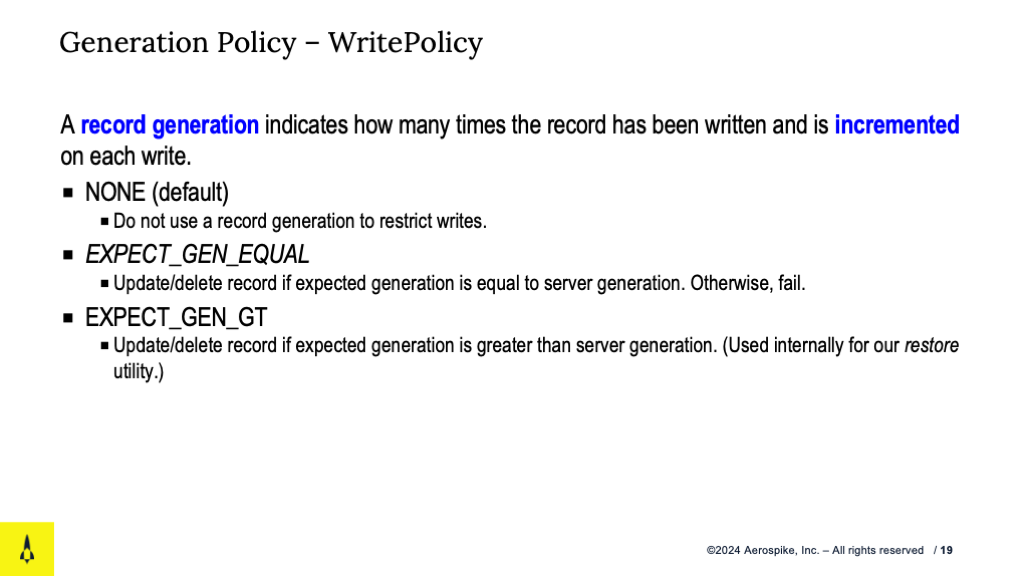 Generation Policy – WritePolicy
A record generation indicates how many times the record has been written and is incremented
on each write.
▪ NONE (default)
▪ Do not use a record generation to restrict writes.
▪ EXPECT_GEN_EQUAL
▪ Update/delete record if expected generation is equal to server generation. Otherwise, fail.
▪ EXPECT_GEN_GT
▪ Update/delete record if expected generation is greater than server generation. (Used internally for our restore
utility.)
©2024 Aerospike, Inc. – All rights reserved / 19